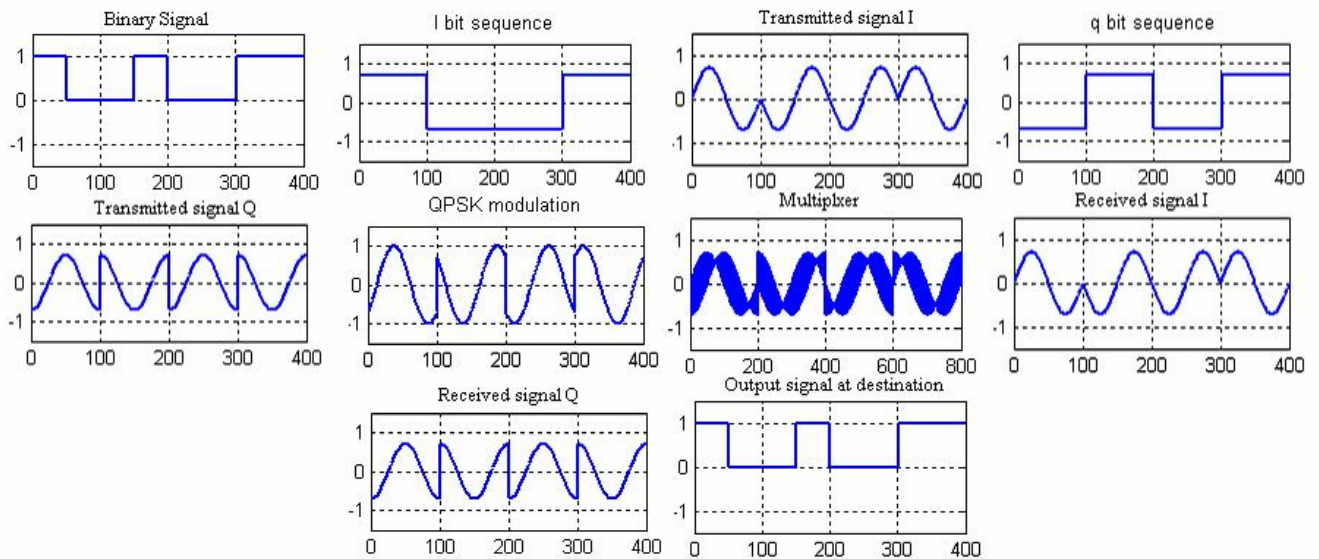 Binary Signal
1
0
-1
0 100 200 300 400
I bit sequence
1
0
-1
0 100 200 300 400
Transmitted signal I
1
0
-1
0 100 200 300 400
q bit sequence
1
0
-1
0 100 200 300 400
Transmitted signal Q
1
0
-1
0 100 200 300 400
QPSK modulation
1
0
-1
0 100 200 300 400
Multiplxer
1
0
-1
0 200 400 600 800
Received signal I
1
0
-1
0 100 200 300 400
Received signal Q
1
0
-1
0 100 200 300 400
Output signal at destination
1
0
-1
0 100 200 300 400